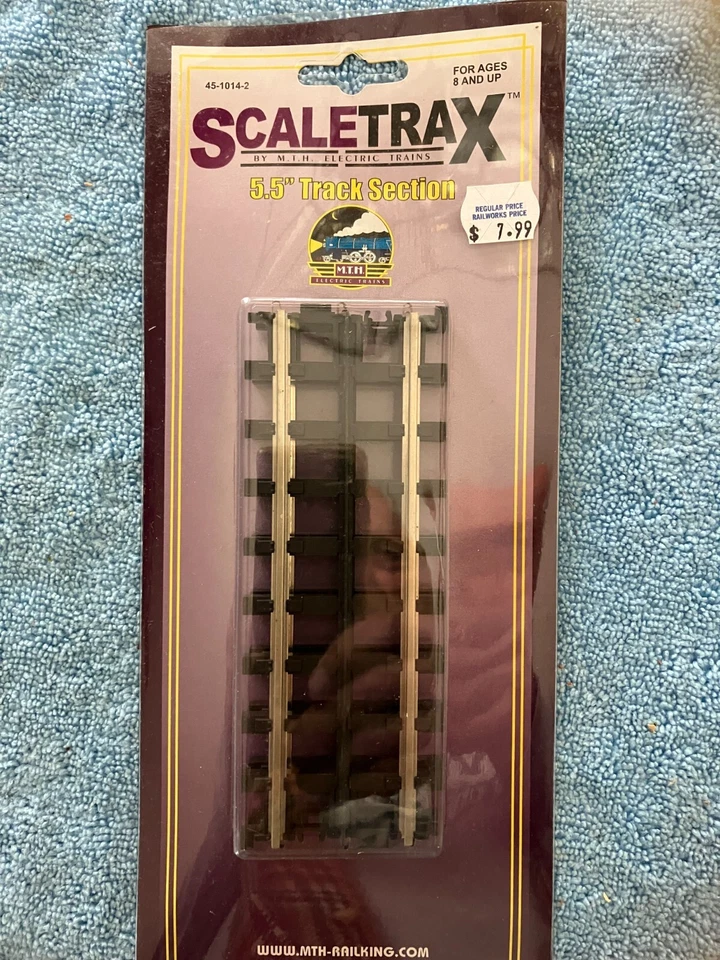 45-1014-2
FOR AGES
8 AND UP
SCALETRAX™
BY M.T.H. ELECTRIC TRAINS
5.5" Track Section
REGULAR PRICE
RAILWORKS PRICE
$ 7.99
M.T.H.
ELECTRIC TRAINS
WWW.MTH-RAILKING.COM